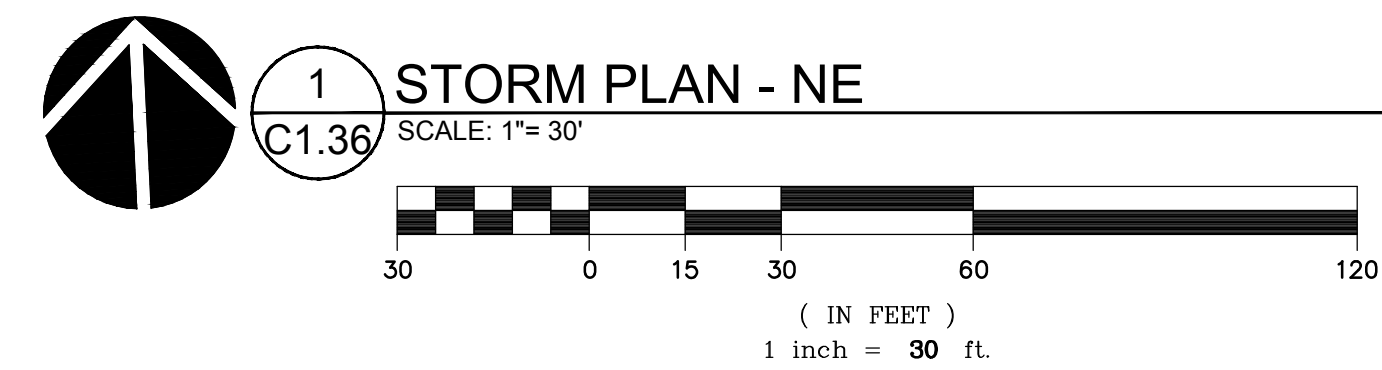 1
C1.36
STORM PLAN - NE
SCALE: 1"= 30'
30 0 15 30 60 120
( IN FEET )
1 inch = 30 ft.